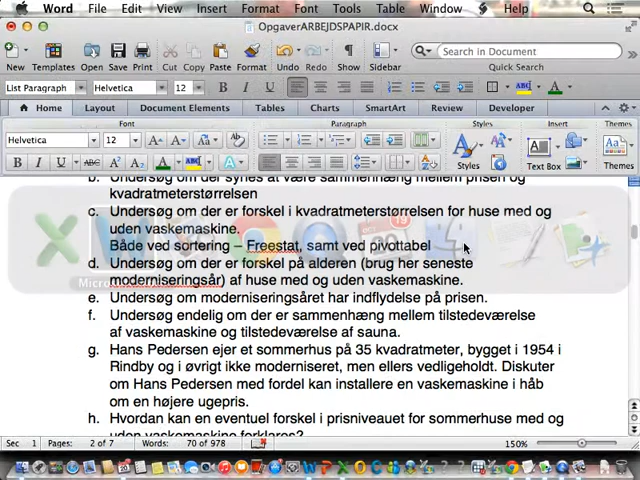 Word File Edit View Insert Format Font Tools Table Window Help
OpgaverARBEJDSPAPIR.docx
New Templates Open Save Print Cut Copy Paste Format Undo Redo Show Sidebar Search in Document
Quick Search
List Paragraph Helvetica 12 B I U
Home Layout Document Elements Tables Charts SmartArt Review Developer
Font Paragraph Styles Insert Themes
Helvetica 12
B I U ABC Styles Text Box Themes
b. Undersøg om der synes at være sammenhæng mellem prisen og
kvadratmeterstørrelsen
c. Undersøg om der er forskel i kvadratmeterstørrelsen for huse med og
uden vaskemaskine.
Både ved sortering – Freestat, samt ved pivottabel
d. Undersøg om der er forskel på alderen (brug her seneste
moderniseringsår) af huse med og uden vaskemaskine.
e. Undersøg om moderniseringsåret har indflydelse på prisen.
f. Undersøg endelig om der er sammenhæng mellem tilstedeværelse
af vaskemaskine og tilstedeværelse af sauna.
g. Hans Pedersen ejer et sommerhus på 35 kvadratmeter, bygget i 1954 i
Rindby og i øvrigt ikke moderniseret, men ellers vedligeholdt. Diskuter
om Hans Pedersen med fordel kan installere en vaskemaskine i håb
om en højere ugepris.
h. Hvordan kan en eventuel forskel i prisniveauet for sommerhuse med og
uden vaskemaskine forklares?
Sec 1 Pages: 2 of 7 Words: 70 of 978 150%